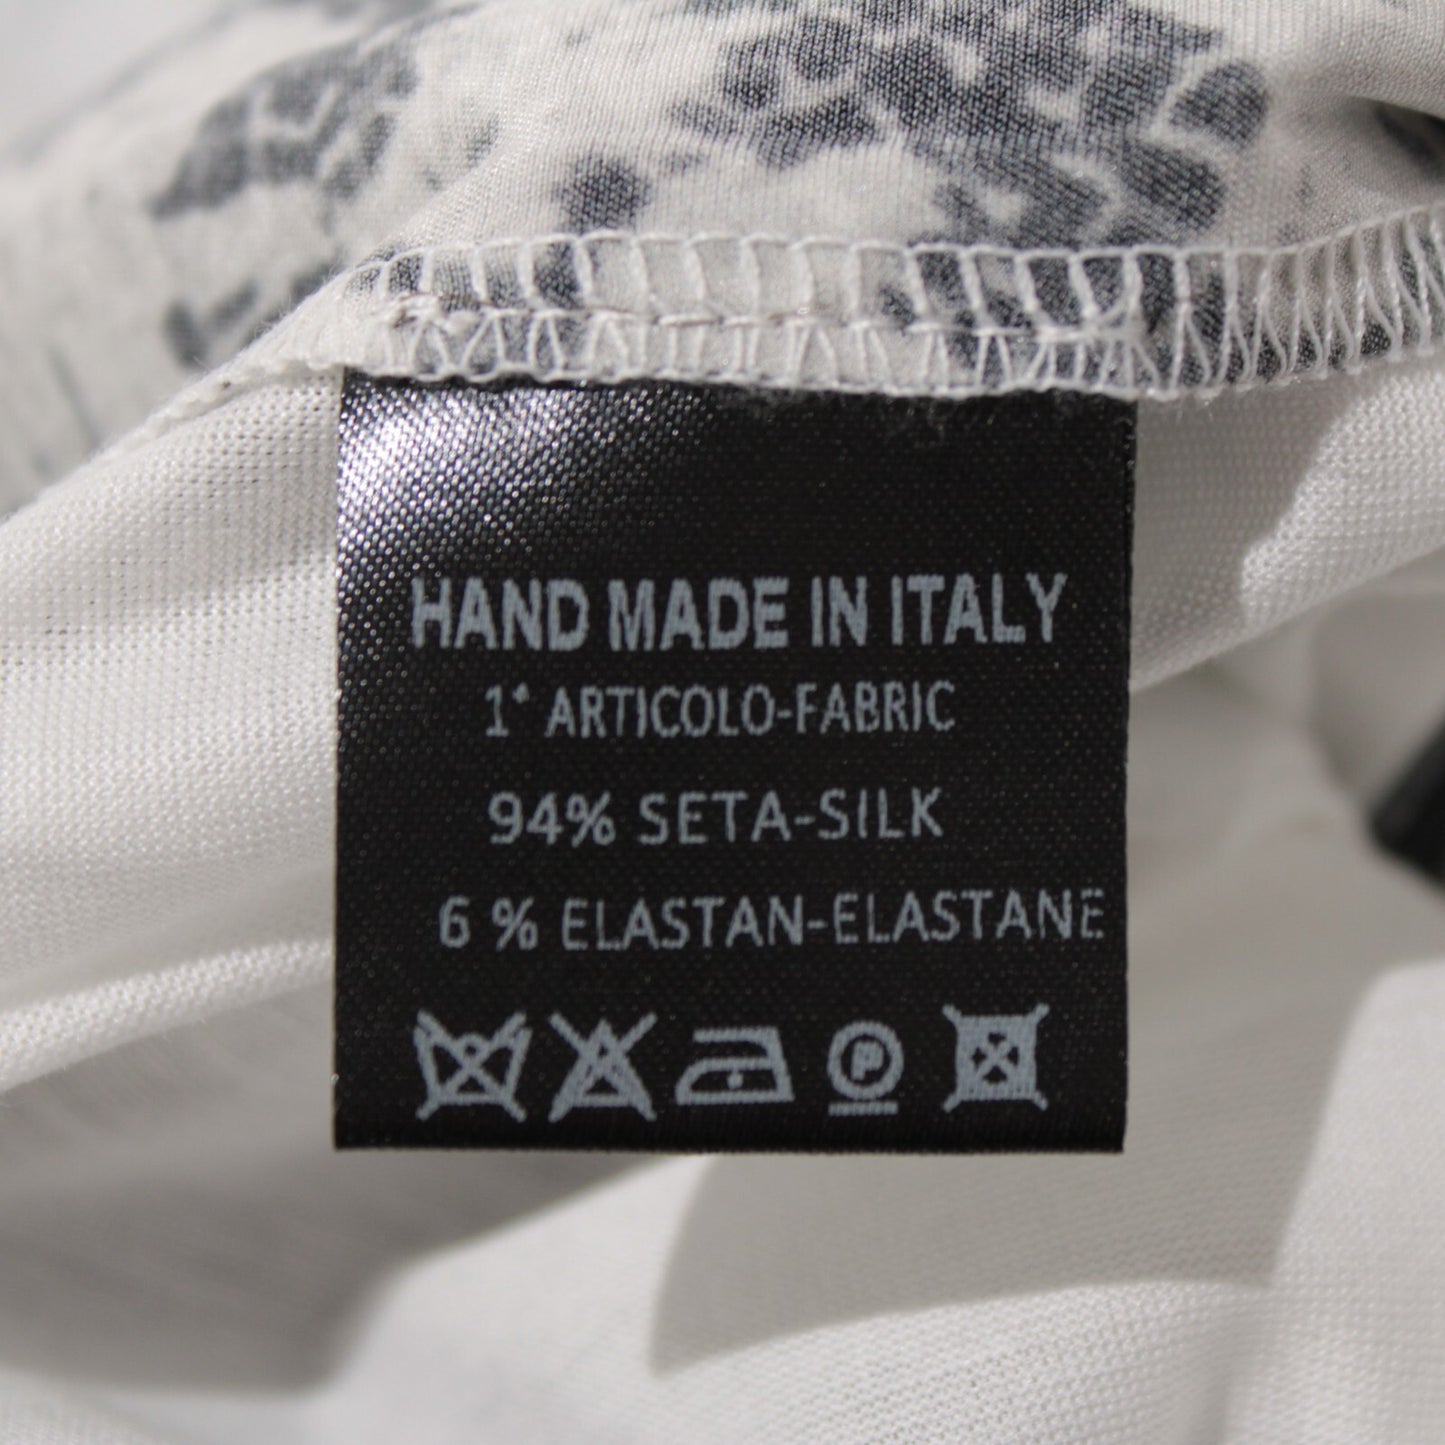 HAND MADE IN ITALY
1° ARTICOLO-FABRIC
94% SETA-SILK
6 % ELASTAN-ELASTANE
P